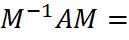 M⁻¹AM =